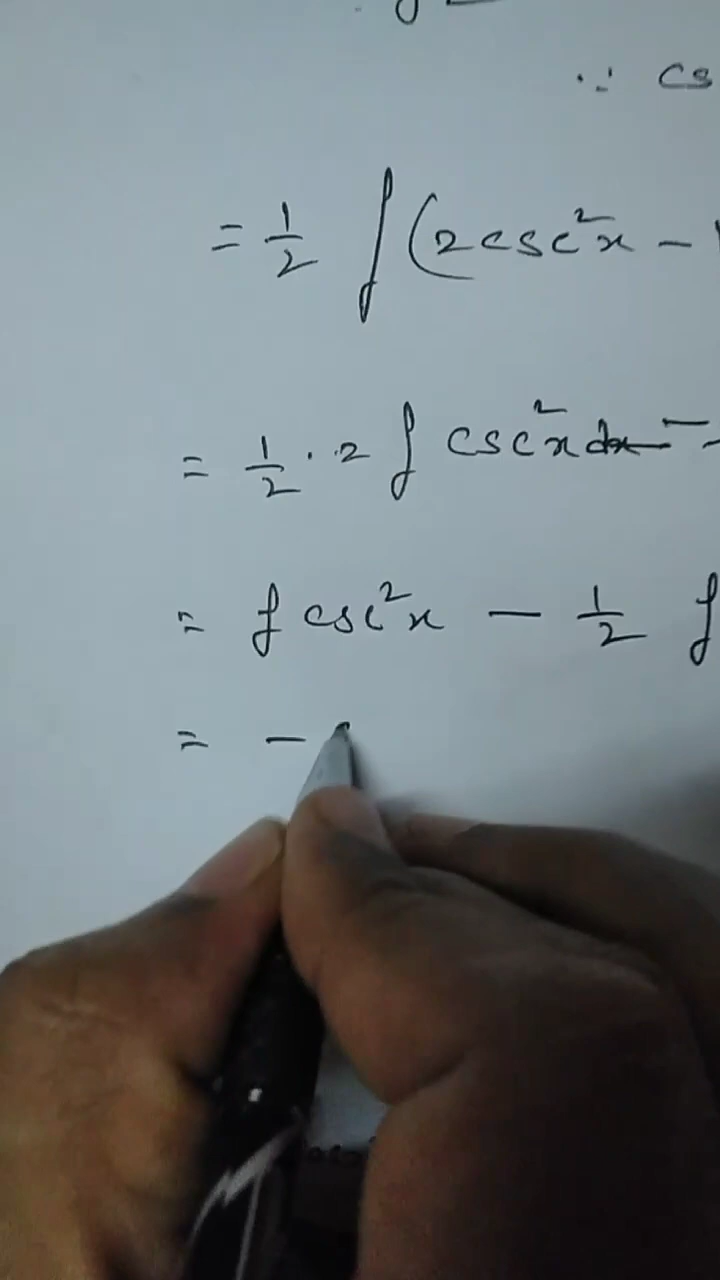 ∵ cs
= 1/2 ∫ (2csc²x -
= 1/2 · 2 ∫ csc²x dx -
= ∫ csc²x - 1/2 ∫
= -